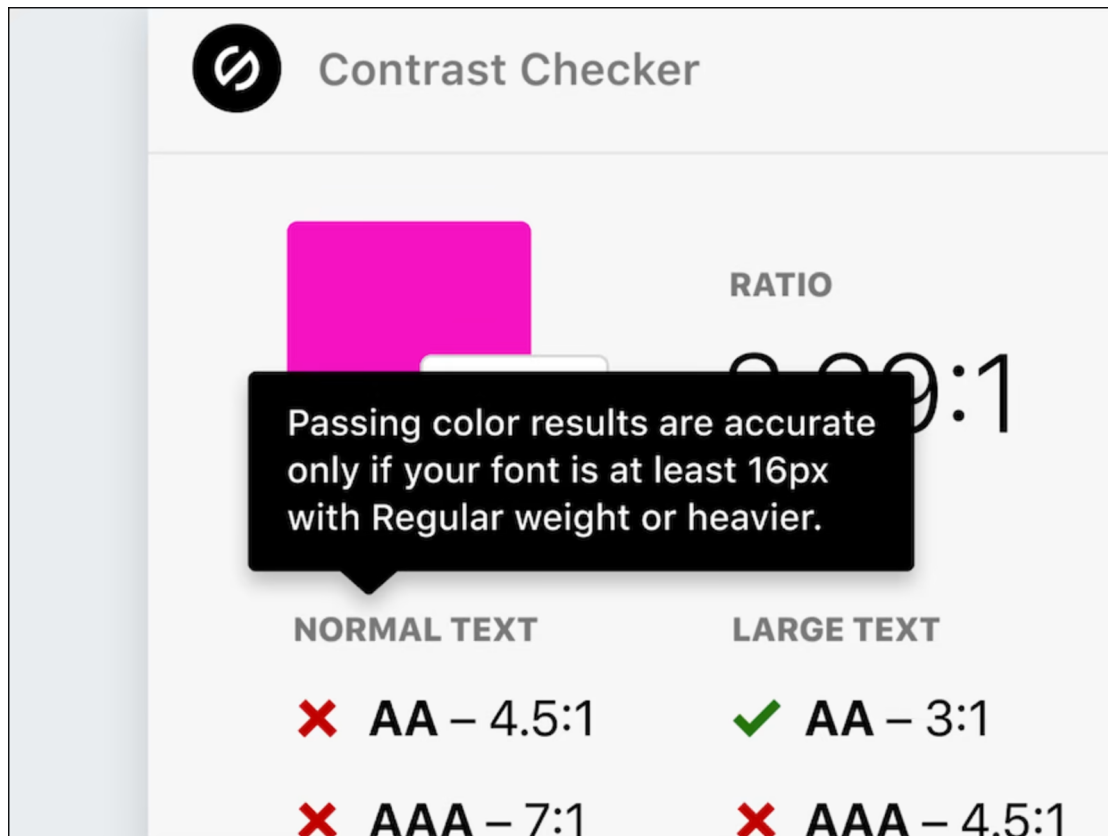 Contrast Checker
RATIO
Passing color results are accurate
only if your font is at least 16px
with Regular weight or heavier.
NORMAL TEXT
LARGE TEXT
AA – 4.5:1
AA – 3:1
AAA – 7:1
AAA – 4.5:1